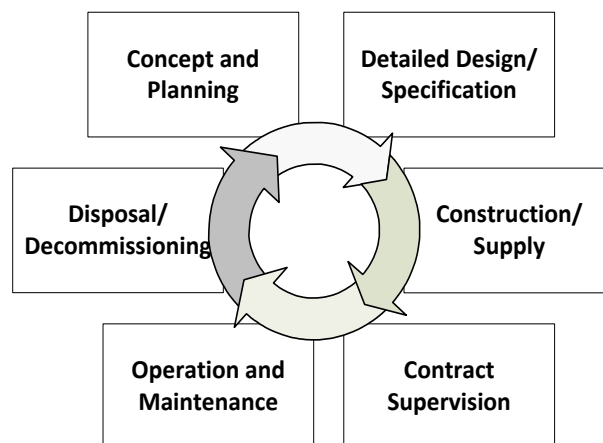 Concept and
Planning
Detailed Design/
Specification
Disposal/
Decommissioning
Construction/
Supply
Operation and
Maintenance
Contract
Supervision